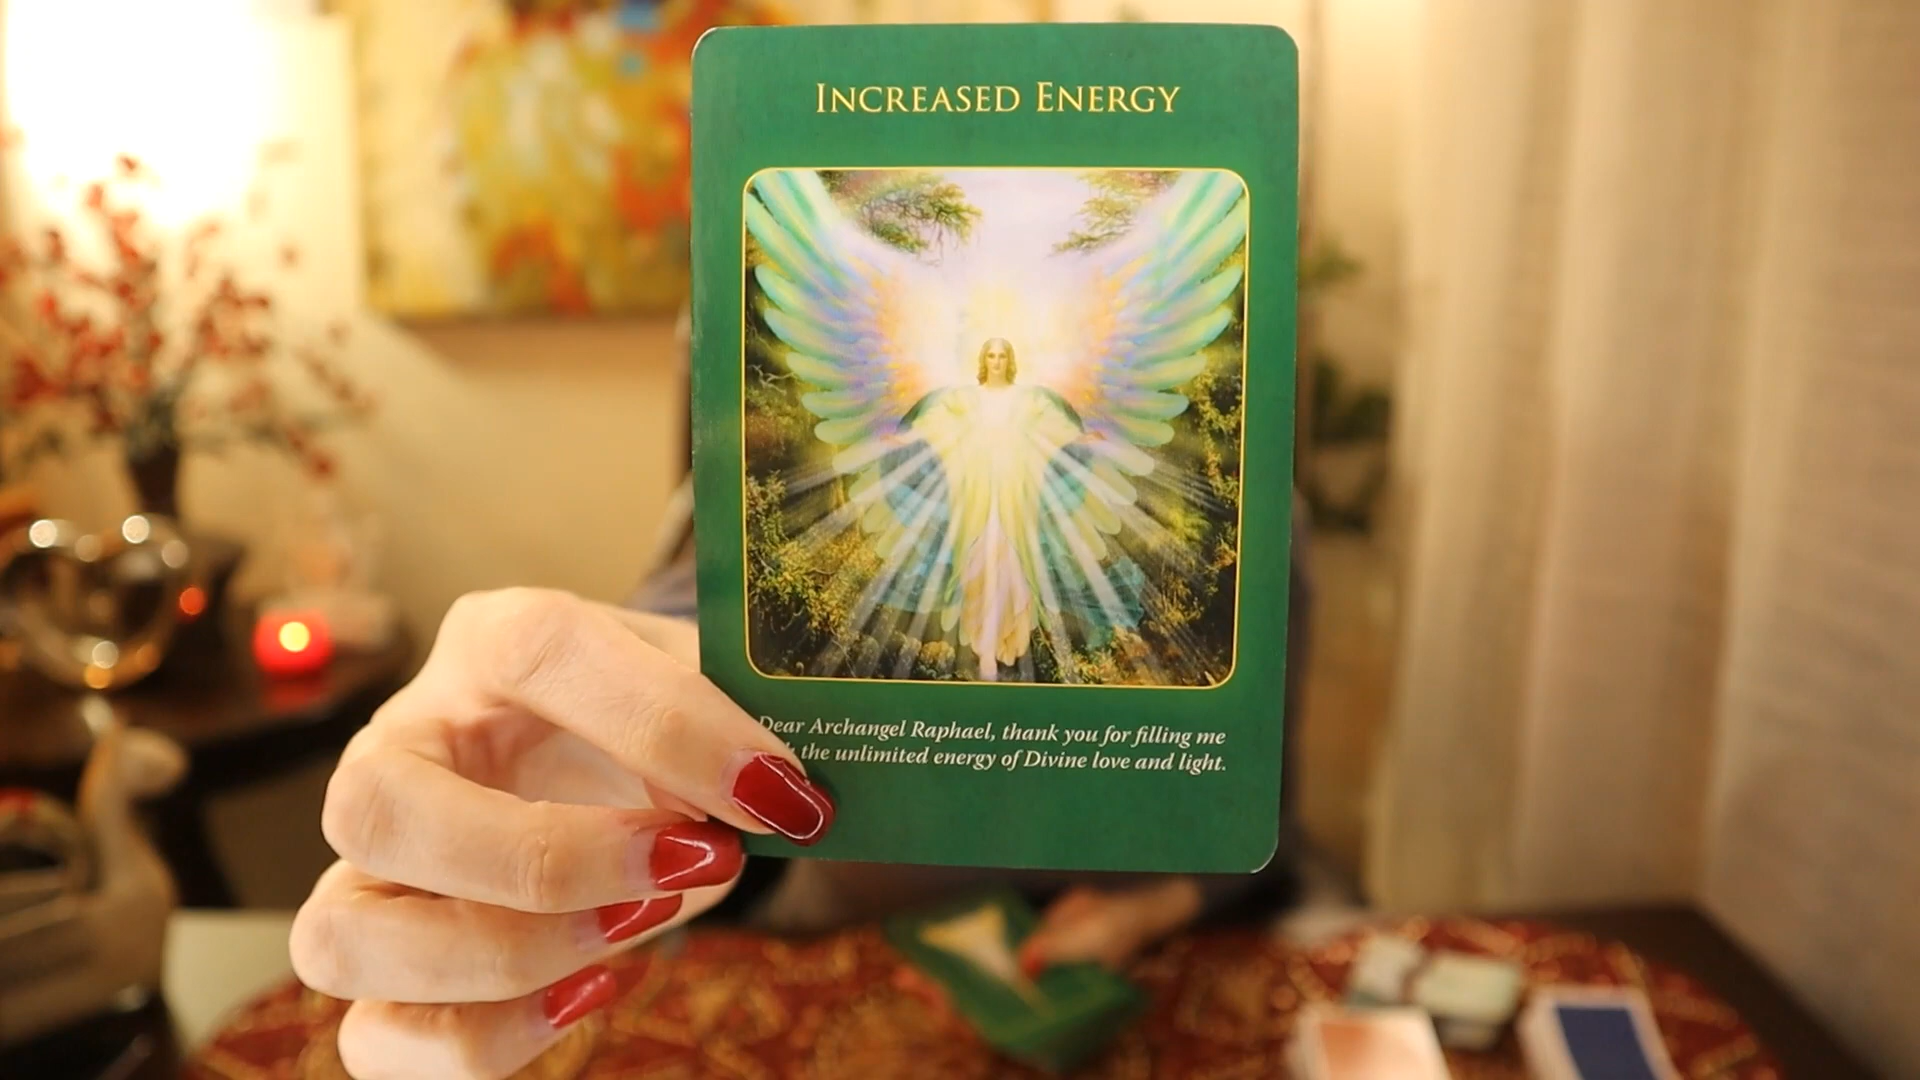 INCREASED ENERGY
Dear Archangel Raphael, thank you for filling me
the unlimited energy of Divine love and light.